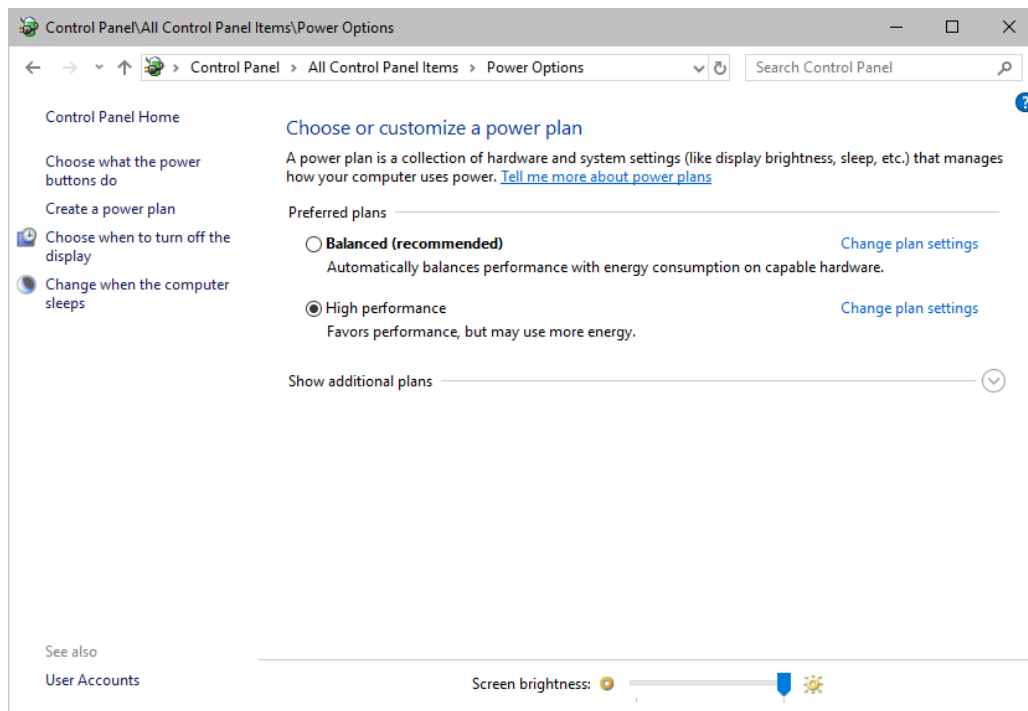 Control Panel\All Control Panel Items\Power Options
Control Panel > All Control Panel Items > Power Options
Search Control Panel
?
Control Panel Home
Choose what the power
buttons do
Create a power plan
Choose when to turn off the
display
Change when the computer
sleeps
Choose or customize a power plan
A power plan is a collection of hardware and system settings (like display brightness, sleep, etc.) that manages
how your computer uses power. Tell me more about power plans
Preferred plans
Balanced (recommended) Change plan settings
Automatically balances performance with energy consumption on capable hardware.
High performance Change plan settings
Favors performance, but may use more energy.
Show additional plans
See also
User Accounts
Screen brightness: